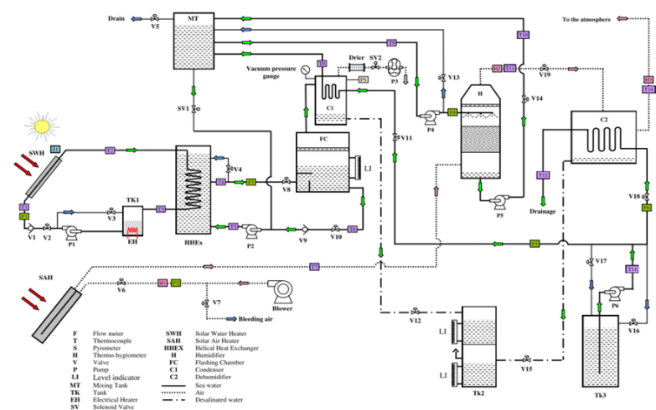 Drain
V5
MT
To the atmosphere
Vacuum pressure
gauge
Drier
SV2
P3
V13
H
V19
C1
SV1
P4
V14
C2
SWH
FC
V11
LI
V4
V8
TK1
V3
Drainage
V18
V1
V2
P1
EH
HHEx
P2
V9
V10
P5
SAH
V6
V7
Blower
Bleeding air
V17
P6
V16
V12
LI
LI
V15
Tk2
Tk3
F Flow meter
T Thermocouple
S Pyrometer
H Thermo-hygrometer
V Valve
P Pump
LI Level indicator
MT Mixing Tank
TK Tank
EH Electrical Heater
SV Solenoid Valve
SWH Solar Water Heater
SAH Solar Air Heater
HHEX Helical Heat Exchanger
H Humidifier
FC Flashing Chamber
C1 Condenser
C2 Dehumidifier
Sea water
Air
Desalinated water